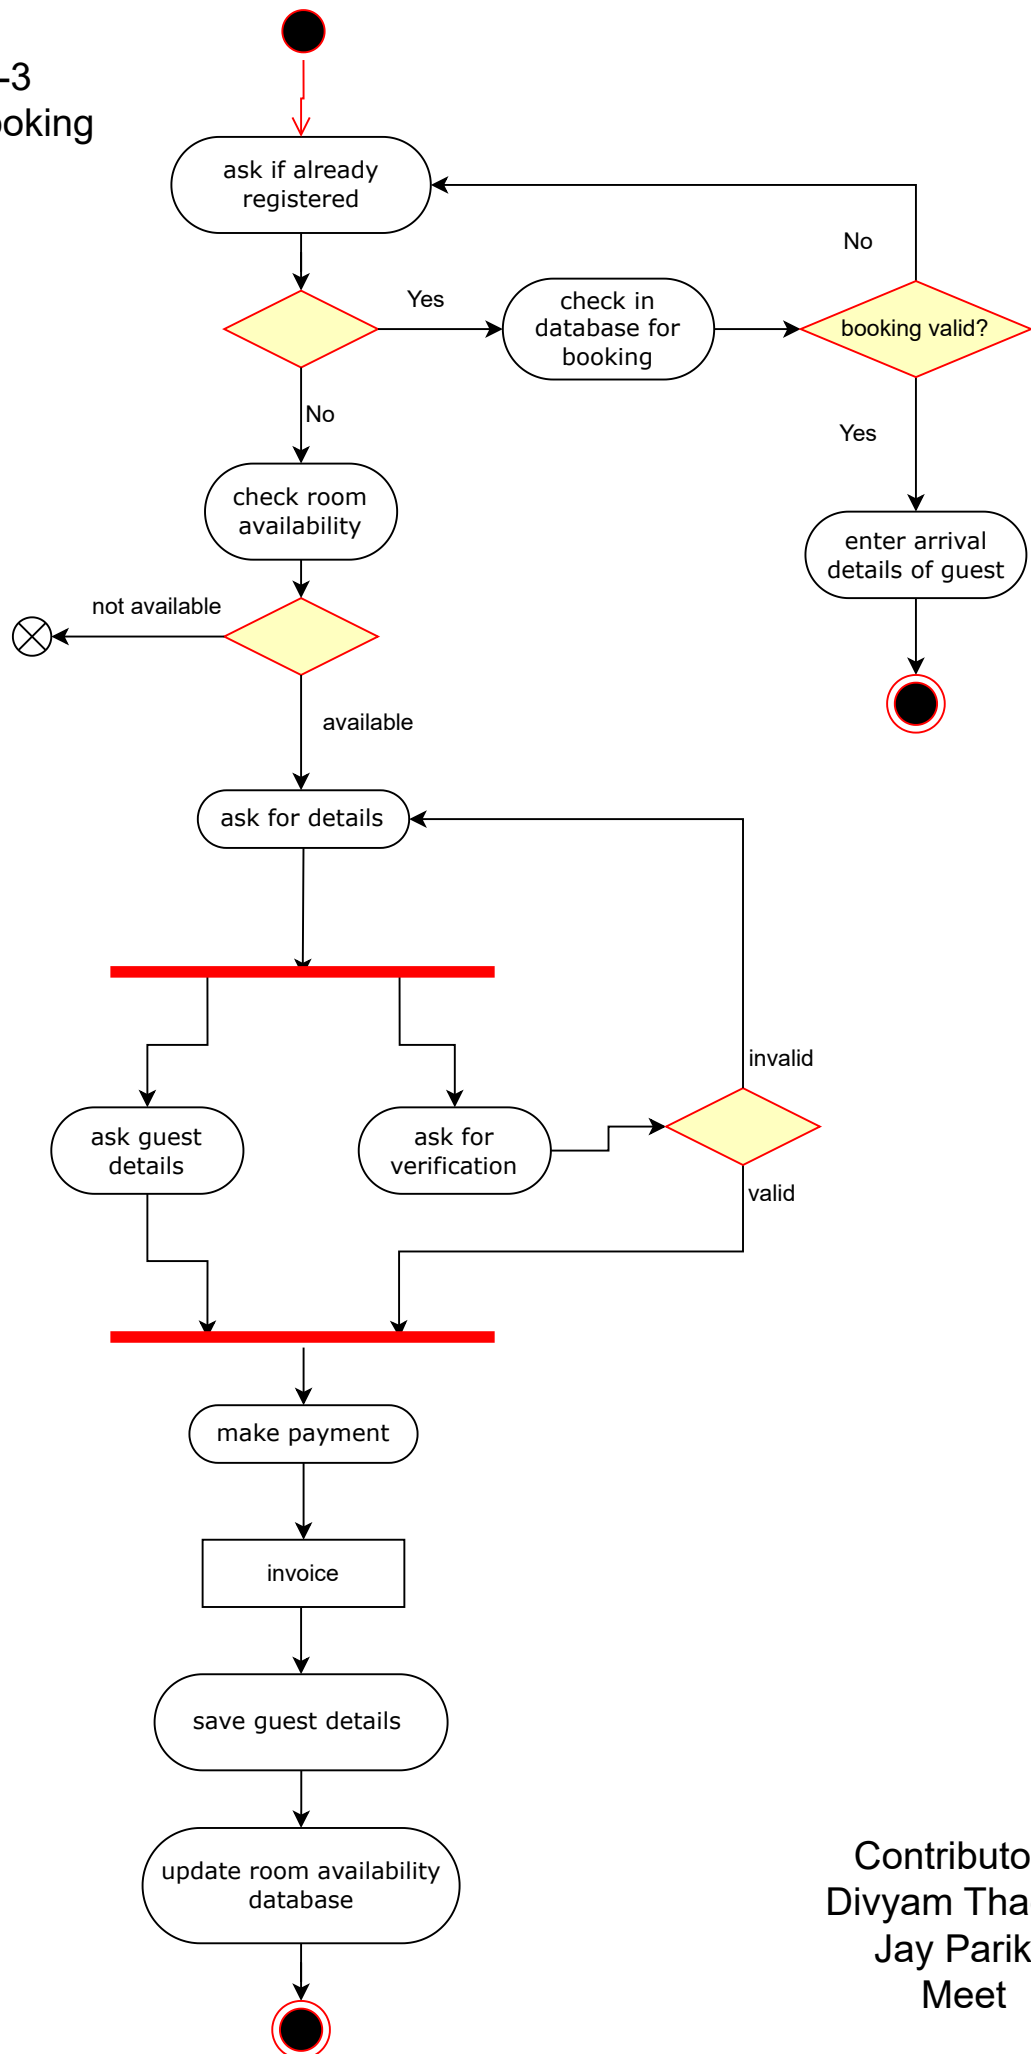 -3
ooking
ask if already
registered
No
Yes
check in
database for
booking
booking valid?
No
Yes
check room
availability
enter arrival
details of guest
not available
available
ask for details
invalid
ask guest
details
ask for
verification
valid
make payment
invoice
save guest details
update room availability
database
Contributo
Divyam Tha
Jay Parik
Meet